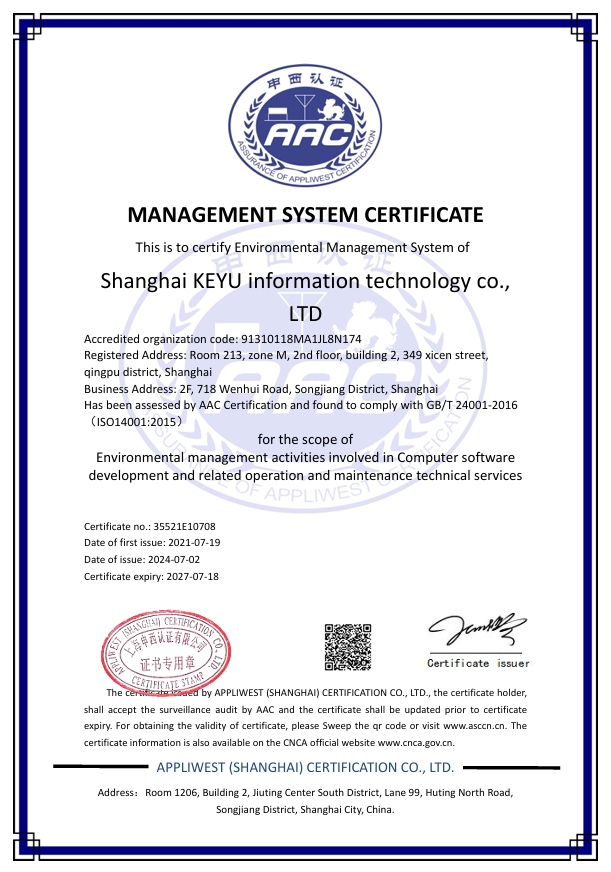 申西认证
AAC
ASSURANCE OF APPLIWEST CERTIFICATION
MANAGEMENT SYSTEM CERTIFICATE
This is to certify Environmental Management System of
Shanghai KEYU information technology co.,
LTD
Accredited organization code: 91310118MA1JL8N174
Registered Address: Room 213, zone M, 2nd floor, building 2, 349 xicen street,
qingpu district, Shanghai
Business Address: 2F, 718 Wenhui Road, Songjiang District, Shanghai
Has been assessed by AAC Certification and found to comply with GB/T 24001-2016
（ISO14001:2015）
for the scope of
Environmental management activities involved in Computer software
development and related operation and maintenance technical services
Certificate no.: 35521E10708
Date of first issue: 2021-07-19
Date of issue: 2024-07-02
Certificate expiry: 2027-07-18
APPLIWEST (SHANGHAI) CERTIFICATION CO., LTD.
上海申西认证有限公司
证书专用章
CERTIFICATE STAMP
Certificate issuer
The certificate issued by APPLIWEST (SHANGHAI) CERTIFICATION CO., LTD., the certificate holder,
shall accept the surveillance audit by AAC and the certificate shall be updated prior to certificate
expiry. For obtaining the validity of certificate, please Sweep the qr code or visit www.asccn.cn. The
certificate information is also available on the CNCA official website www.cnca.gov.cn.
APPLIWEST (SHANGHAI) CERTIFICATION CO., LTD.
Address： Room 1206, Building 2, Jiuting Center South District, Lane 99, Huting North Road,
Songjiang District, Shanghai City, China.